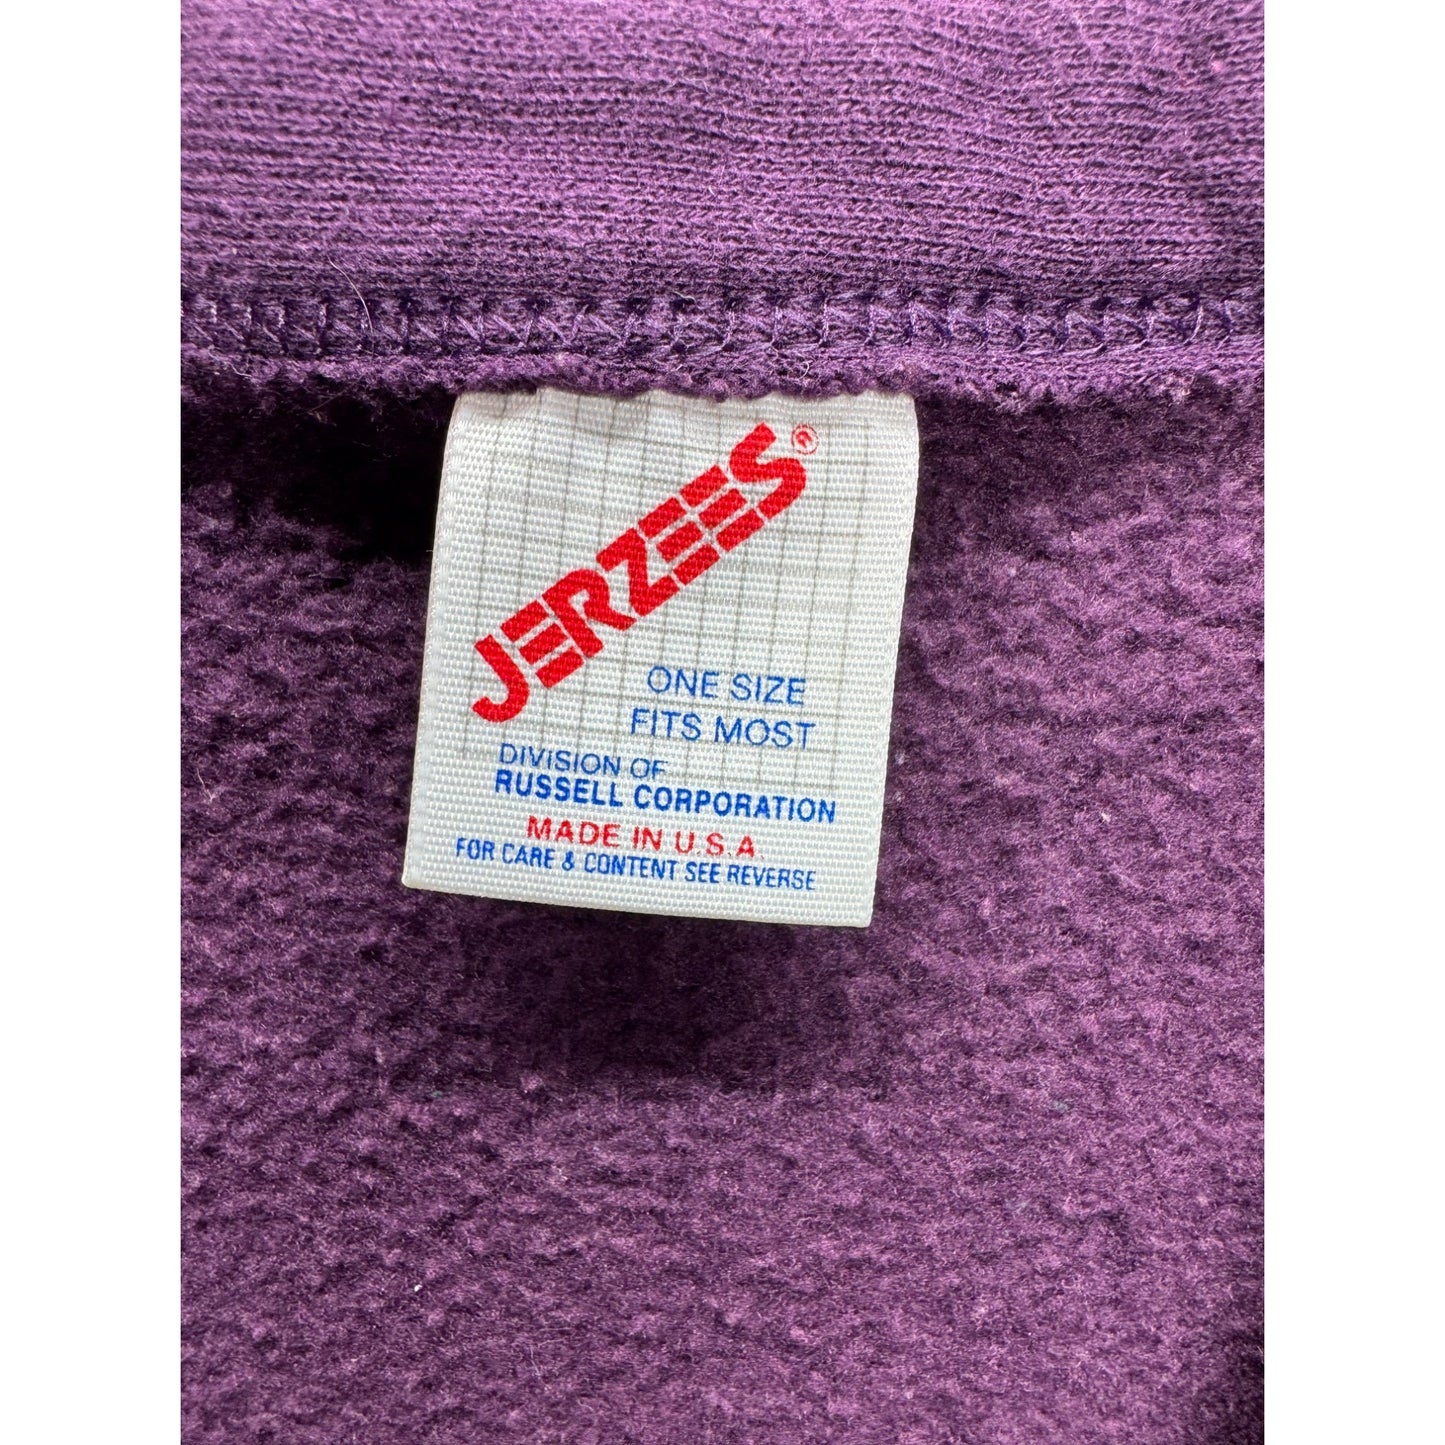 JERZEES®
ONE SIZE
FITS MOST
DIVISION OF
RUSSELL CORPORATION
MADE IN U.S.A.
FOR CARE & CONTENT SEE REVERSE